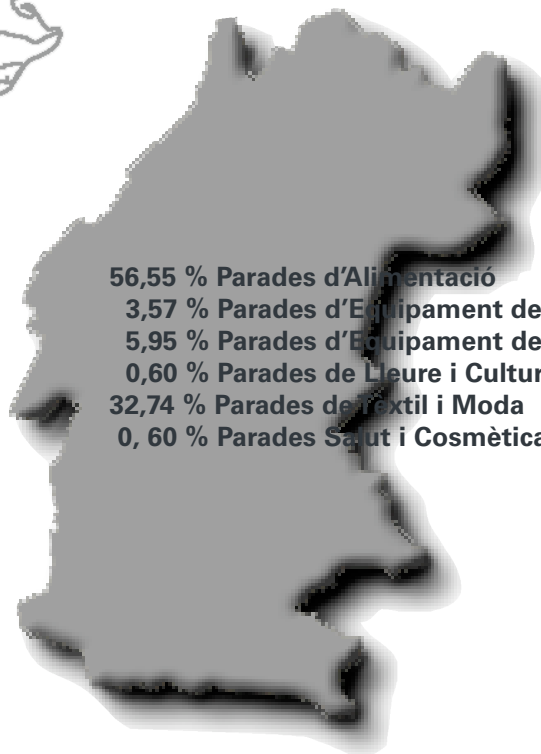 56,55 % Parades d'Alimentació
3,57 % Parades d'Equipament de
5,95 % Parades d'Equipament de
0,60 % Parades de Lleure i Cultur
32,74 % Parades de Tèxtil i Moda
0, 60 % Parades Salut i Cosmètica